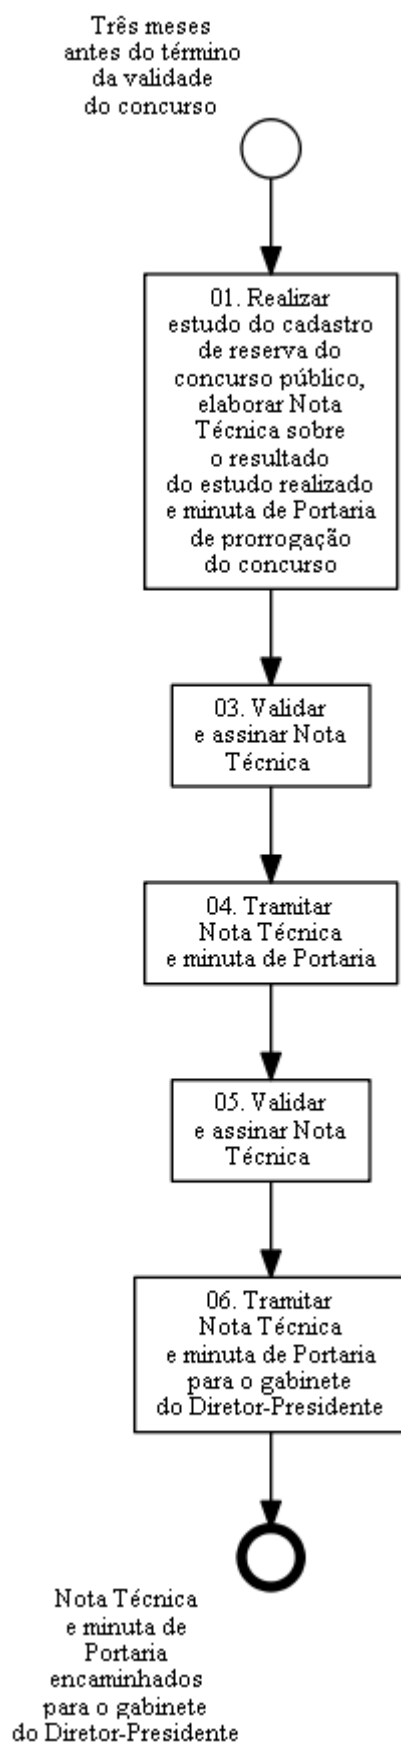 Três meses
antes do término
da validade
do concurso
01. Realizar
estudo do cadastro
de reserva do
concurso público,
elaborar Nota
Técnica sobre
o resultado
do estudo realizado
e minuta de Portaria
de prorrogação
do concurso
03. Validar
e assinar Nota
Técnica
04. Tramitar
Nota Técnica
e minuta de Portaria
05. Validar
e assinar Nota
Técnica
06. Tramitar
Nota Técnica
e minuta de Portaria
para o gabinete
do Diretor-Presidente
Nota Técnica
e minuta de
Portaria
encaminhados
para o gabinete
do Diretor-Presidente